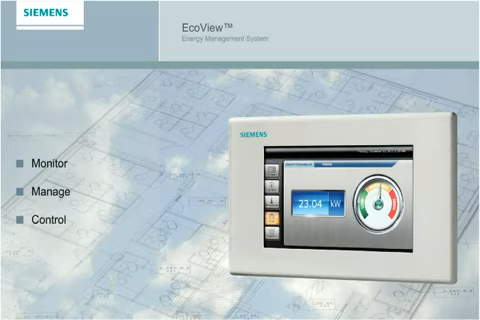 SIEMENS
EcoView™
Energy Management System
SIEMENS
Monitor
Manage
Control
23.04 kW